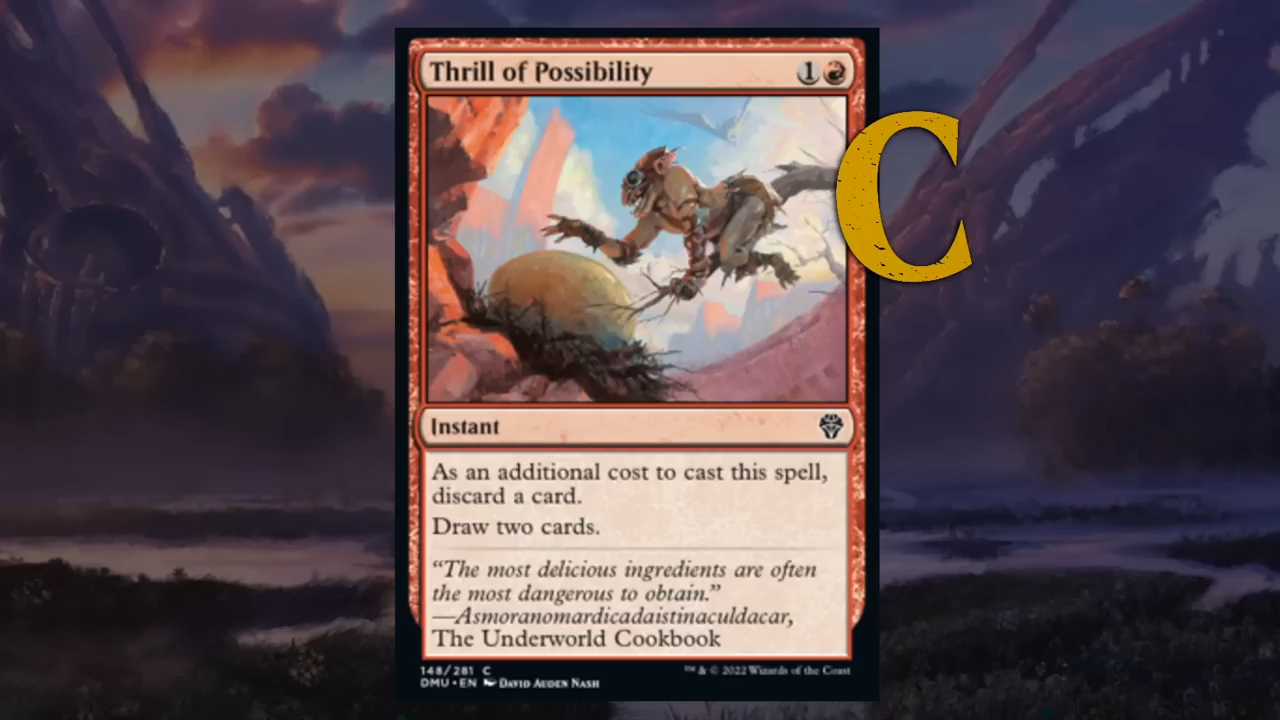 Thrill of Possibility 1
C
Instant
As an additional cost to cast this spell,
discard a card.
Draw two cards.
“The most delicious ingredients are often
the most dangerous to obtain.”
—Asmoranomardicadaistinaculdacar,
The Underworld Cookbook
148/281 C ™ & © 2022 Wizards of the Coast
DMU • EN David Auden Nash